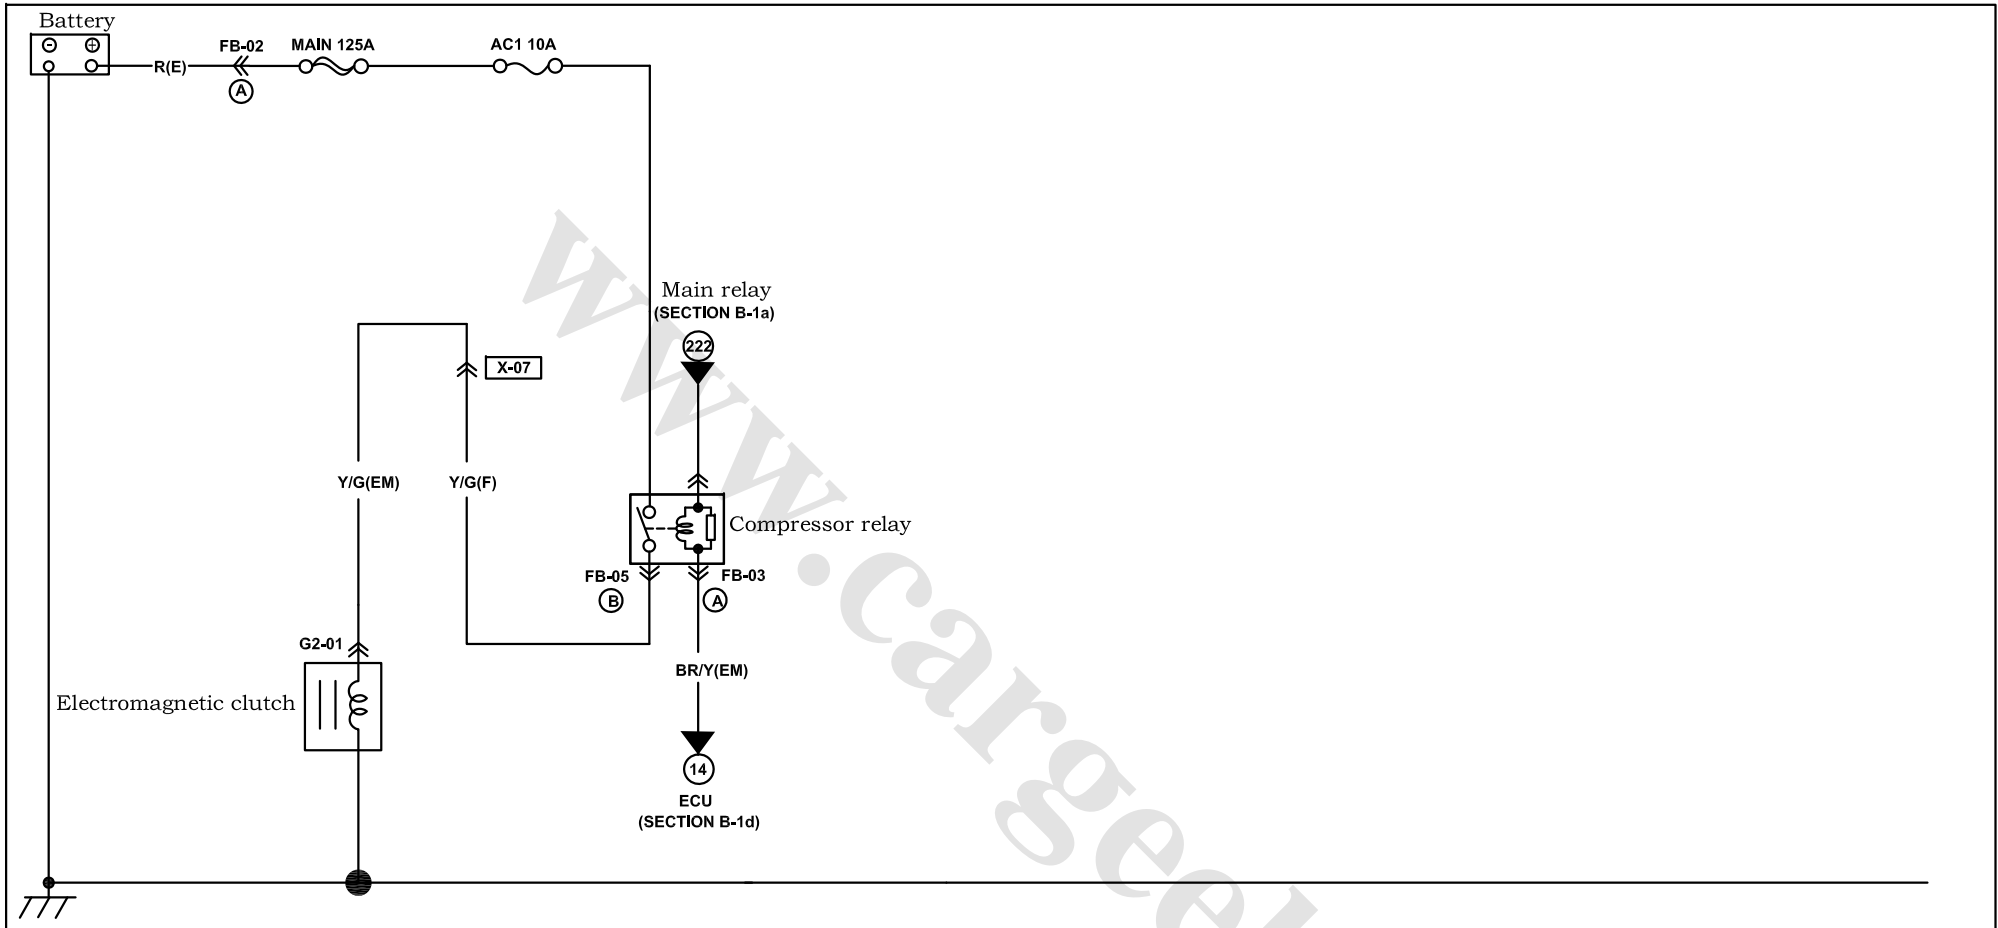 Battery
FB-02 MAIN 125A AC1 10A
R(E)
A
Main relay
(SECTION B-1a)
222
X-07
Y/G(EM) Y/G(F)
Compressor relay
FB-05 FB-03
B A
G2-01
BR/Y(EM)
Electromagnetic clutch
14
ECU
(SECTION B-1d)
www.cargeek